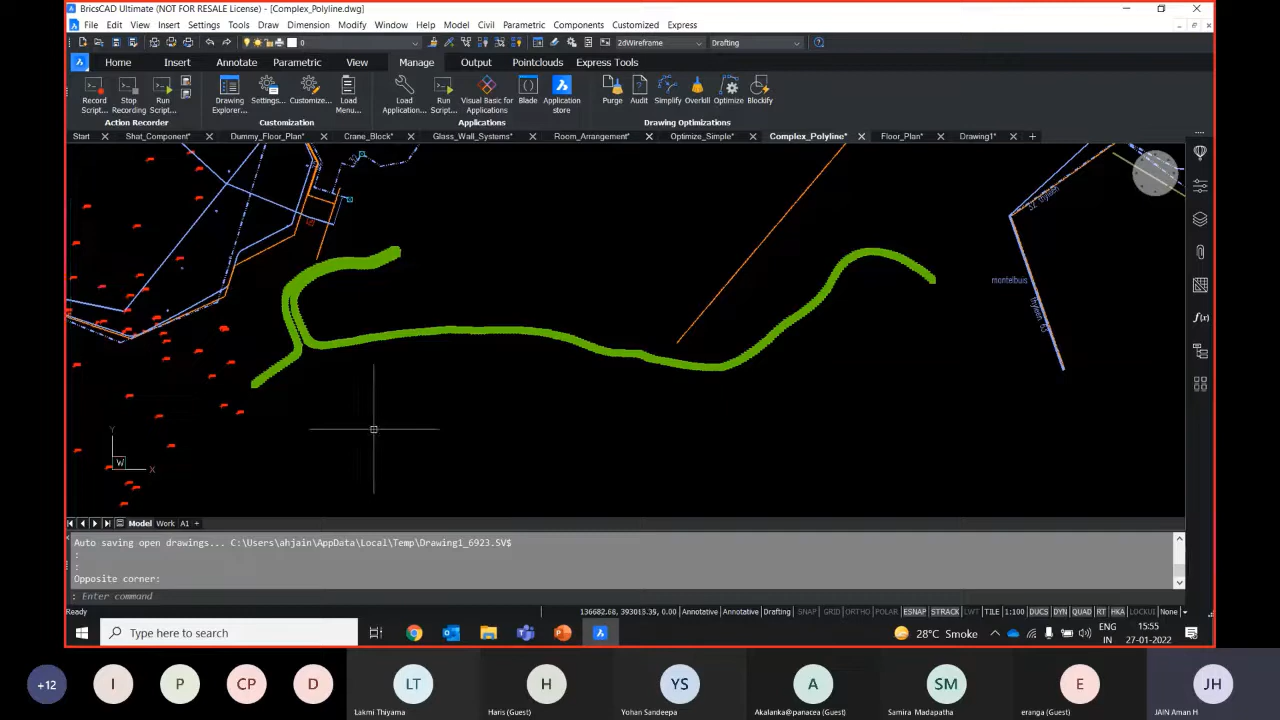 BricsCAD Ultimate (NOT FOR RESALE License) - [Complex_Polyline.dwg]
File Edit View Insert Settings Tools Draw Dimension Modify Window Help Model Civil Parametric Components Customized Express
0 2dWireframe Drafting
Home Insert Annotate Parametric View Manage Output Pointclouds Express Tools
Record Script... Stop Recording Run Script... Drawing Explorer... Settings... Customize... Load Menu... Load Application... Run Script... Visual Basic for Applications Blade Application store Purge Audit Simplify Overkill Optimize Blockify
Action Recorder Customization Applications Drawing Optimizations
Start Shat_Component* Dummy_Floor_Plan* Crane_Block* Glass_Wall_Systems* Room_Arrangement* Optimize_Simple* Complex_Polyline* Floor_Plan* Drawing1*
montelbuis
Y
W X
Model Work A1 +
Auto saving open drawings... C:\Users\ahjain\AppData\Local\Temp\Drawing1_6923.SV$
:
:
Opposite corner:
: Enter command
Ready 136682.68, 393015.39, 0.00 Annotative Annotative Drafting SNAP GRID ORTHO POLAR ESNAP STRACK LWT TILE 1:100 DUCS DYN QUAD RT HKA LOCKUI None
Type here to search 28°C Smoke ENG IN 15:55 27-01-2022
+12 I P CP D LT H YS A SM E JH
Lakmi Thiyama Haris (Guest) Yohan Sandeepa Akalanka@panacea (Guest) Samira Madapatha eranga (Guest) JAIN Aman H